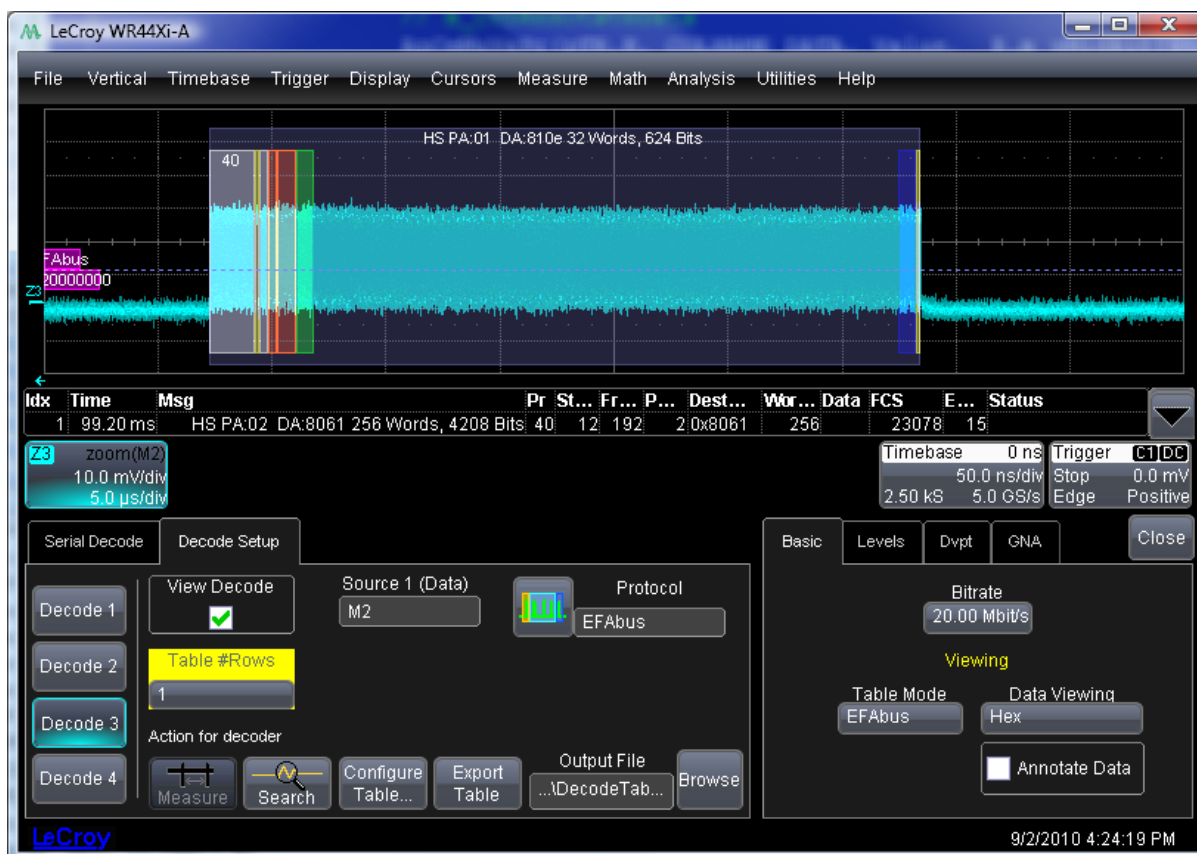 LeCroy WR44Xi-A
File Vertical Timebase Trigger Display Cursors Measure Math Analysis Utilities Help
HS PA:01 DA:810e 32 Words, 624 Bits
40
FAbus
20000000
Z3
Idx Time Msg Pr St... Fr... P... Dest... Wor... Data FCS E... Status
1 99.20 ms HS PA:02 DA:8061 256 Words, 4208 Bits 40 12 192 2 0x8061 256 23078 15
Z3 zoom(M2)
10.0 mV/div
5.0 µs/div
Timebase 0 ns
50.0 ns/div
2.50 kS 5.0 GS/s
Trigger C1 DC
Stop 0.0 mV
Edge Positive
Serial Decode Decode Setup
Basic Levels Dvpt GNA Close
Decode 1
Decode 2
Decode 3
Decode 4
View Decode
Source 1 (Data)
M2
Protocol
EFAbus
Table #Rows
1
Action for decoder
Measure
Search
Configure Table...
Export Table
Output File
...\DecodeTab...
Browse
Bitrate
20.00 Mbit/s
Viewing
Table Mode
EFAbus
Data Viewing
Hex
Annotate Data
LeCroy
9/2/2010 4:24:19 PM